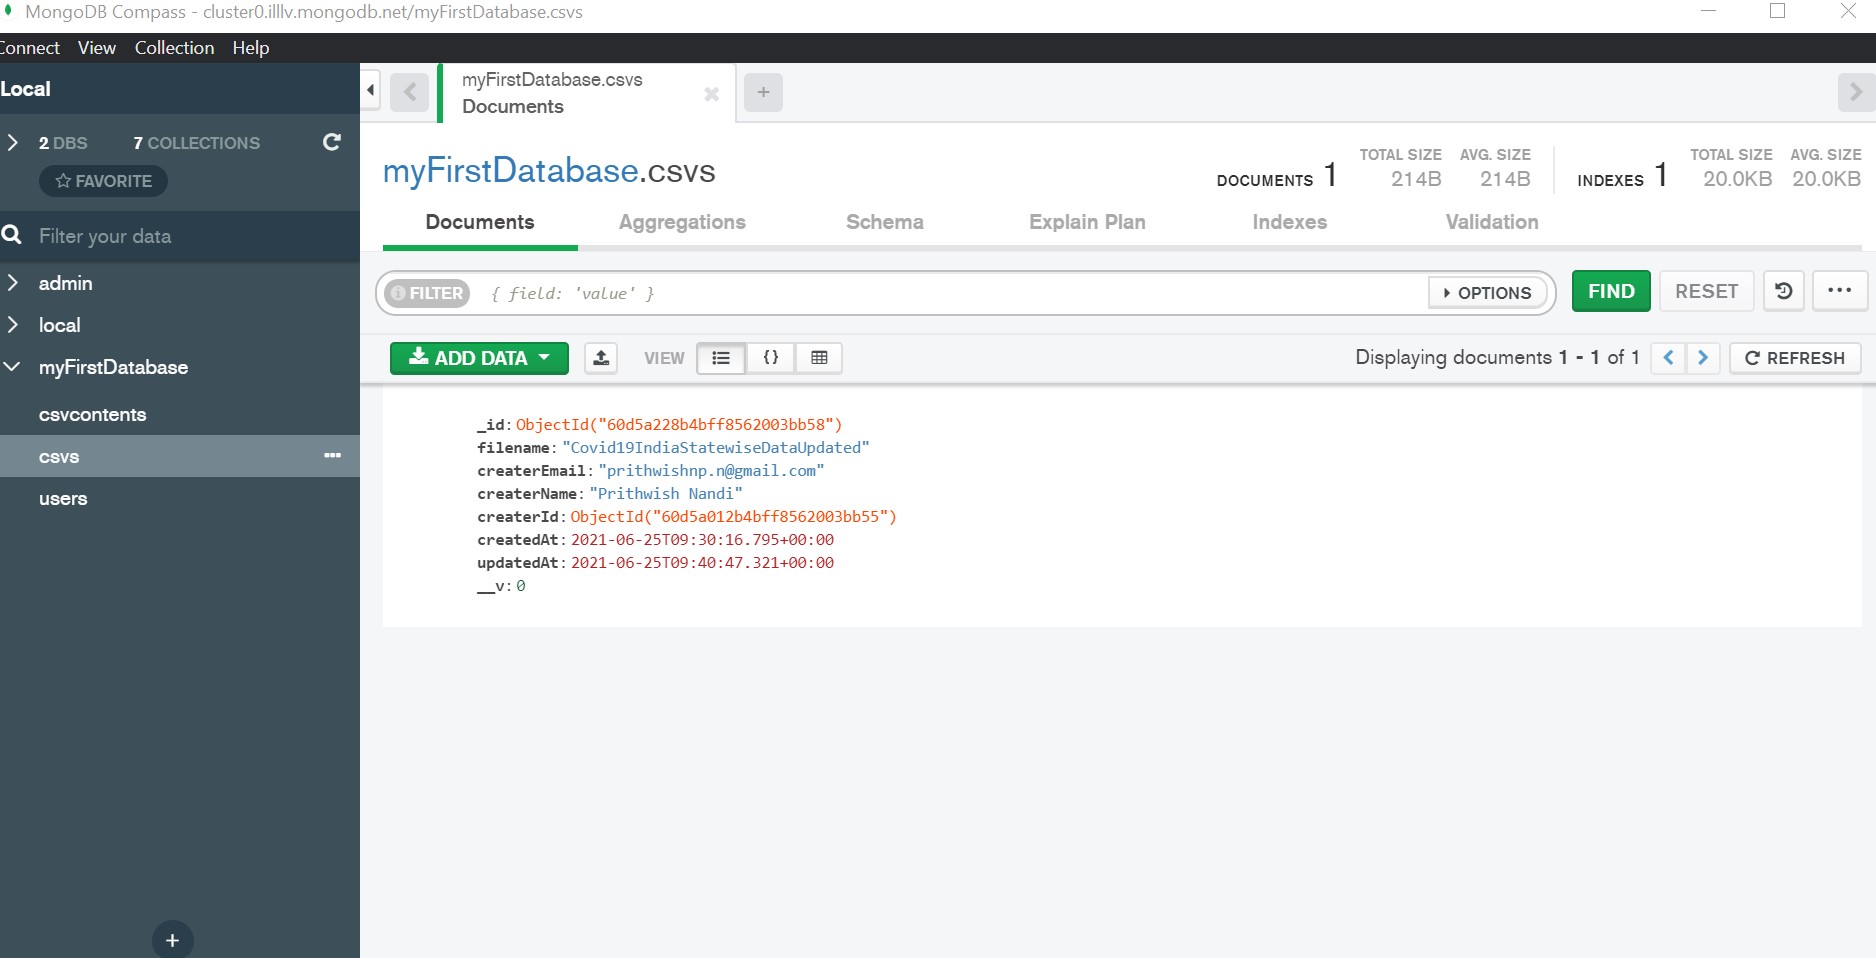 MongoDB Compass - cluster0.illlv.mongodb.net/myFirstDatabase.csvs
Connect View Collection Help
Local
2 DBS 7 COLLECTIONS
FAVORITE
Filter your data
admin
local
myFirstDatabase
csvcontents
csvs
users
myFirstDatabase.csvs
Documents
myFirstDatabase.csvs
DOCUMENTS 1 TOTAL SIZE 214B AVG. SIZE 214B INDEXES 1 TOTAL SIZE 20.0KB AVG. SIZE 20.0KB
Documents Aggregations Schema Explain Plan Indexes Validation
FILTER { field: 'value' } OPTIONS FIND RESET
ADD DATA VIEW {} Displaying documents 1 - 1 of 1 REFRESH
_id: ObjectId("60d5a228b4bff8562003bb58")
filename: "Covid19IndiaStatewiseDataUpdated"
createrEmail: "prithwishnp.n@gmail.com"
createrName: "Prithwish Nandi"
createrId: ObjectId("60d5a012b4bff8562003bb55")
createdAt: 2021-06-25T09:30:16.795+00:00
updatedAt: 2021-06-25T09:40:47.321+00:00
__v: 0